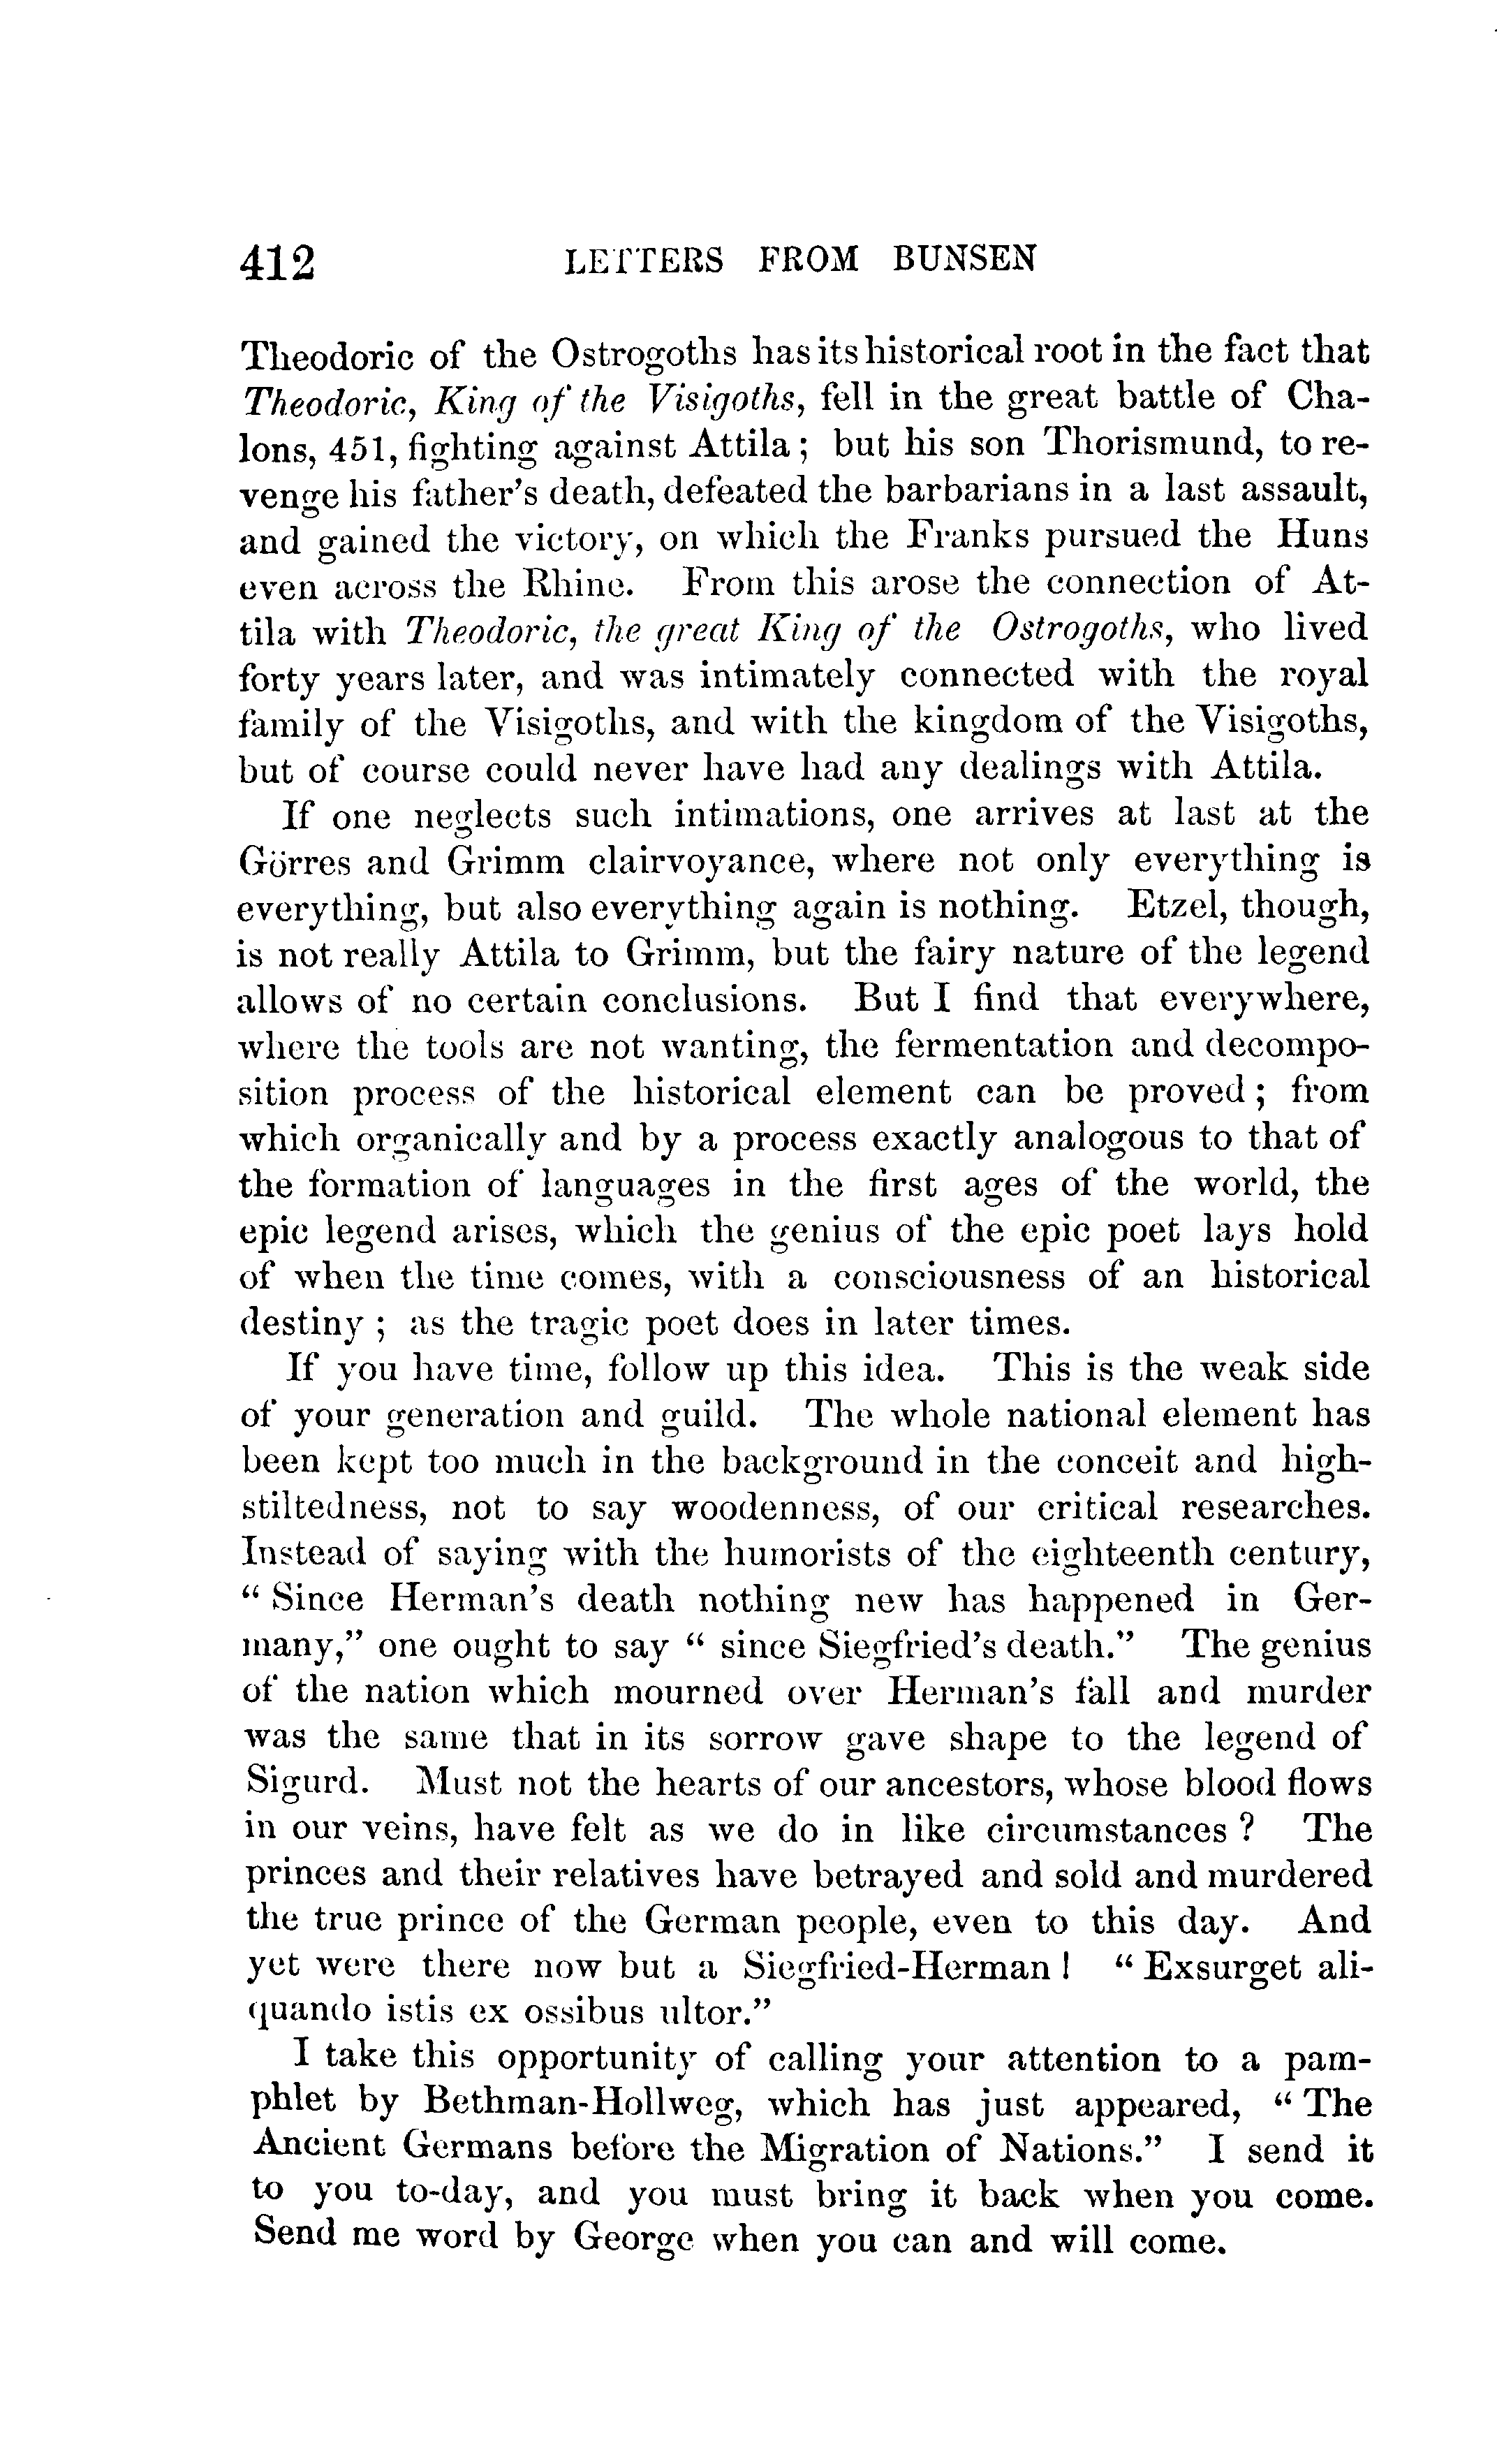 412 LETTERS FROM BUNSEN
Theodoric of the Ostrogoths has its historical root in the fact that
Theodoric, King of the Visigoths, fell in the great battle of Cha-
lons, 451, fighting against Attila; but his son Thorismund, to re-
venge his father's death, defeated the barbarians in a last assault,
and gained the victory, on which the Franks pursued the Huns
even across the Rhine. From this arose the connection of At-
tila with Theodoric, the great King of the Ostrogoths, who lived
forty years later, and was intimately connected with the royal
family of the Visigoths, and with the kingdom of the Visigoths,
but of course could never have had any dealings with Attila.
If one neglects such intimations, one arrives at last at the
Görres and Grimm clairvoyance, where not only everything is
everything, but also everything again is nothing. Etzel, though,
is not really Attila to Grimm, but the fairy nature of the legend
allows of no certain conclusions. But I find that everywhere,
where the tools are not wanting, the fermentation and decompo-
sition process of the historical element can be proved; from
which organically and by a process exactly analogous to that of
the formation of languages in the first ages of the world, the
epic legend arises, which the genius of the epic poet lays hold
of when the time comes, with a consciousness of an historical
destiny; as the tragic poet does in later times.
If you have time, follow up this idea. This is the weak side
of your generation and guild. The whole national element has
been kept too much in the background in the conceit and high-
stiltedness, not to say woodenness, of our critical researches.
Instead of saying with the humorists of the eighteenth century,
"Since Herman's death nothing new has happened in Ger-
many," one ought to say "since Siegfried's death." The genius
of the nation which mourned over Herman's fall and murder
was the same that in its sorrow gave shape to the legend of
Sigurd. Must not the hearts of our ancestors, whose blood flows
in our veins, have felt as we do in like circumstances? The
princes and their relatives have betrayed and sold and murdered
the true prince of the German people, even to this day. And
yet were there now but a Siegfried-Herman! "Exsurget ali-
quando istis ex ossibus ultor."
I take this opportunity of calling your attention to a pam-
phlet by Bethman-Hollweg, which has just appeared, "The
Ancient Germans before the Migration of Nations." I send it
to you to-day, and you must bring it back when you come.
Send me word by George when you can and will come.